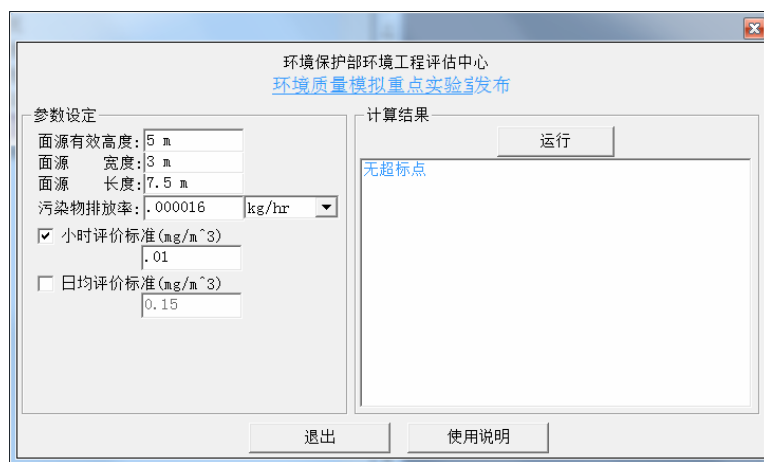 环境保护部环境工程评估中心
环境质量模拟重点实验室发布
参数设定
面源有效高度: 5 m
面源 宽度: 3 m
面源 长度: 7.5 m
污染物排放率: .000016 kg/hr
小时评价标准(mg/m^3)
.01
日均评价标准(mg/m^3)
0.15
计算结果
运行
无超标点
退出
使用说明